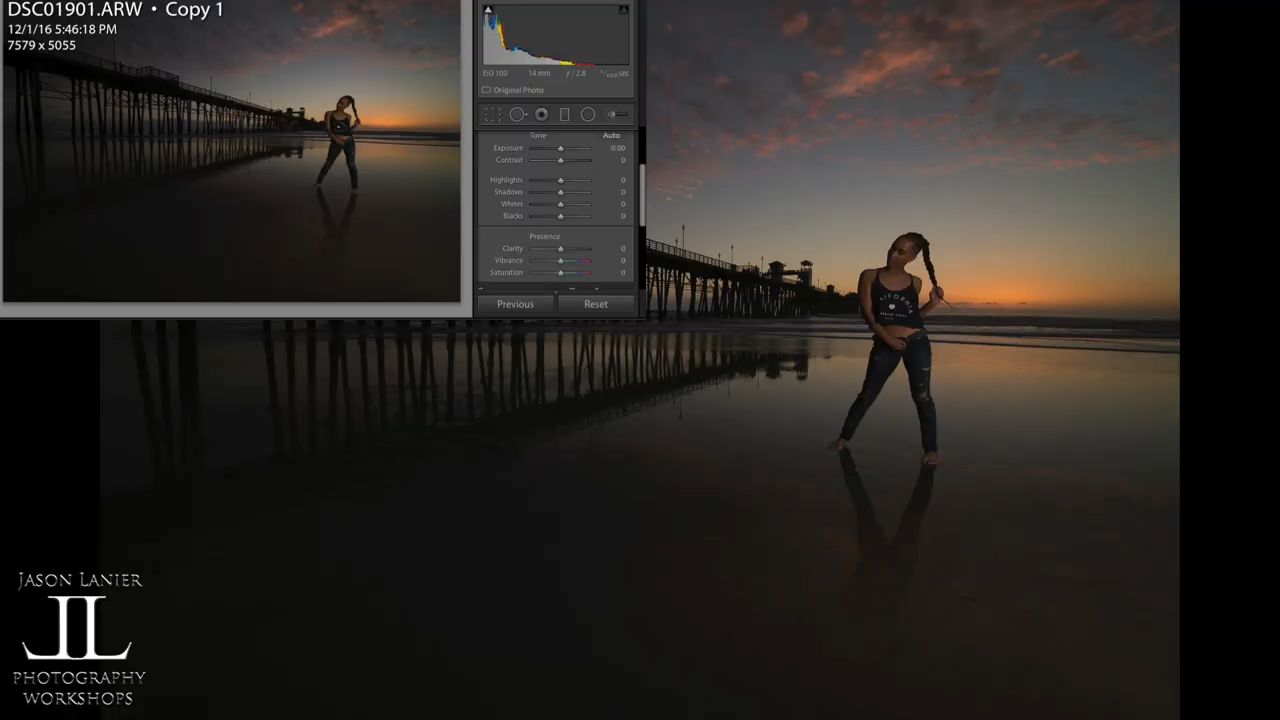 DSC01901.ARW • Copy 1
12/1/16 5:46:18 PM
7579 x 5055
ISO 100 14 mm f / 2.8 sec
Original Photo
Tone Auto
Exposure 0.00
Contrast 0
Highlights 0
Shadows 0
Whites 0
Blacks 0
Presence
Clarity 0
Vibrance 0
Saturation 0
Previous Reset
CALIFORNIA
JASON LANIER
JL
PHOTOGRAPHY
WORKSHOPS